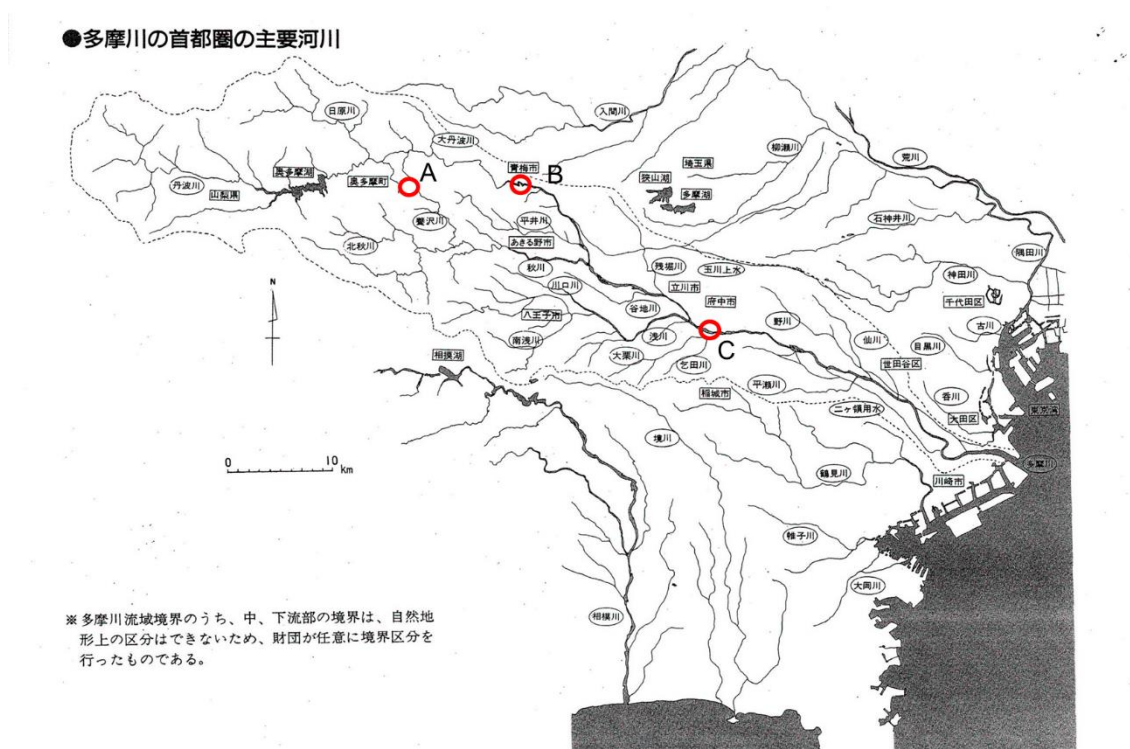 ●多摩川の首都圏の主要河川
入間川
日原川
大丹波川
柳瀬川
荒川
埼玉県
青梅市
狭山湖
多摩湖
奥多摩湖
奥多摩町
A
B
丹波川
山梨県
養沢川
平井川
石神井川
北秋川
あきる野市
隅田川
秋川
残堀川
玉川上水
神田川
川口川
立川市
府中市
千代田区
N
谷地川
八王子市
野川
古川
南浅川
浅川
C
仙川
目黒川
相模湖
大栗川
乞田川
世田谷区
平瀬川
稲城市
呑川
二ヶ領用水
大田区
東京湾
境川
0 10
km
鶴見川
多摩川
川崎市
帷子川
大岡川
相模川
※多摩川流域境界のうち、中、下流部の境界は、自然地
形上の区分はできないため、財団が任意に境界区分を
行ったものである。